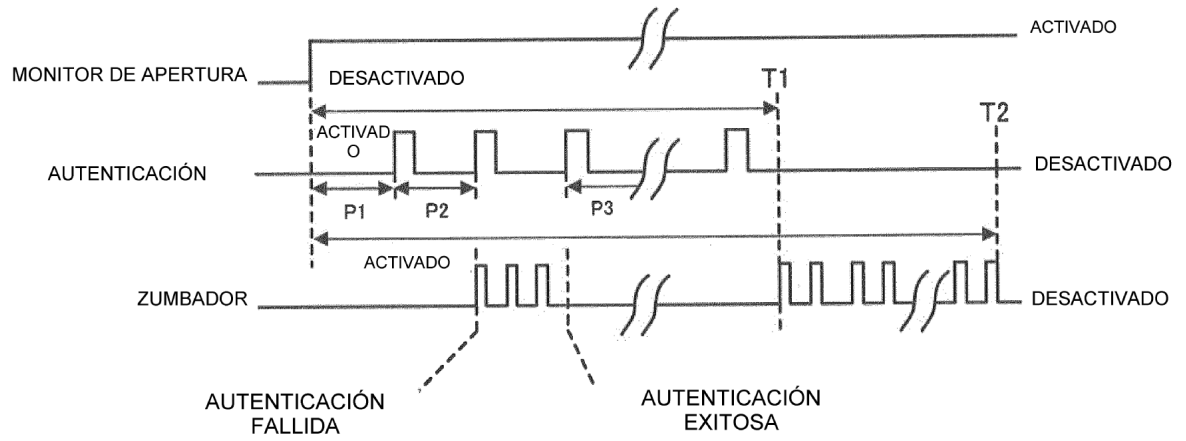 ACTIVADO
MONITOR DE APERTURA
DESACTIVADO
T1
T2
ACTIVAD
O
AUTENTICACIÓN
DESACTIVADO
P1
P2
P3
ACTIVADO
ZUMBADOR
DESACTIVADO
AUTENTICACIÓN
FALLIDA
AUTENTICACIÓN
EXITOSA